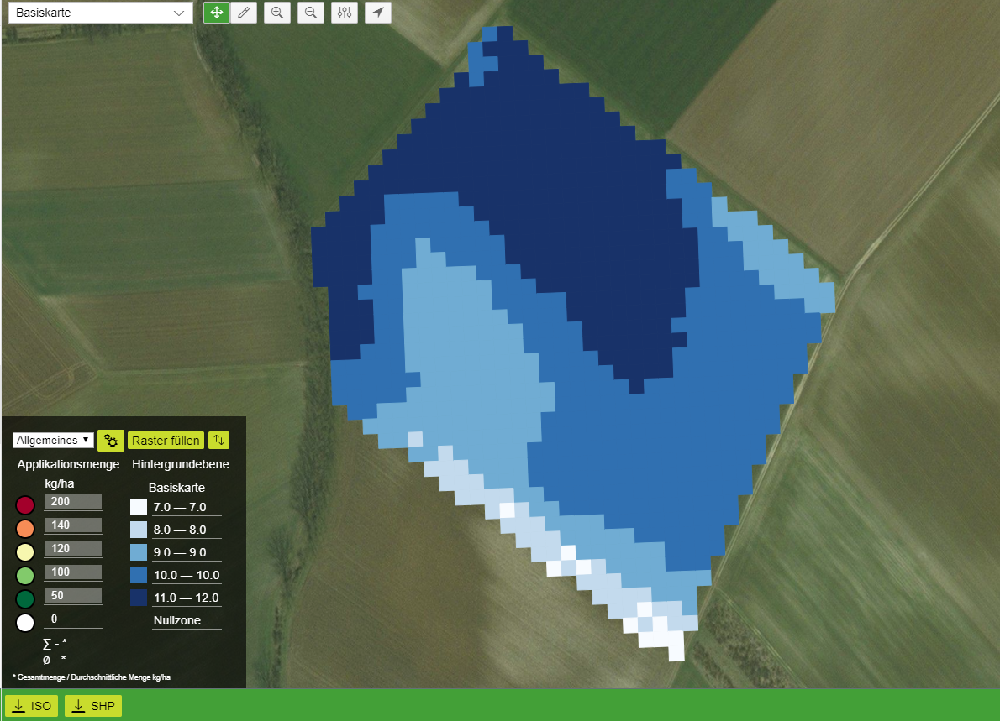 Basiskarte
Allgemeines Raster füllen
Applikationsmenge Hintergrundebene
kg/ha Basiskarte
200 7.0 — 7.0
140 8.0 — 8.0
120 9.0 — 9.0
100 10.0 — 10.0
50 11.0 — 12.0
0 Nullzone
∑ - *
ø - *
* Gesamtmenge / Durchschnittliche Menge kg/ha
ISO SHP